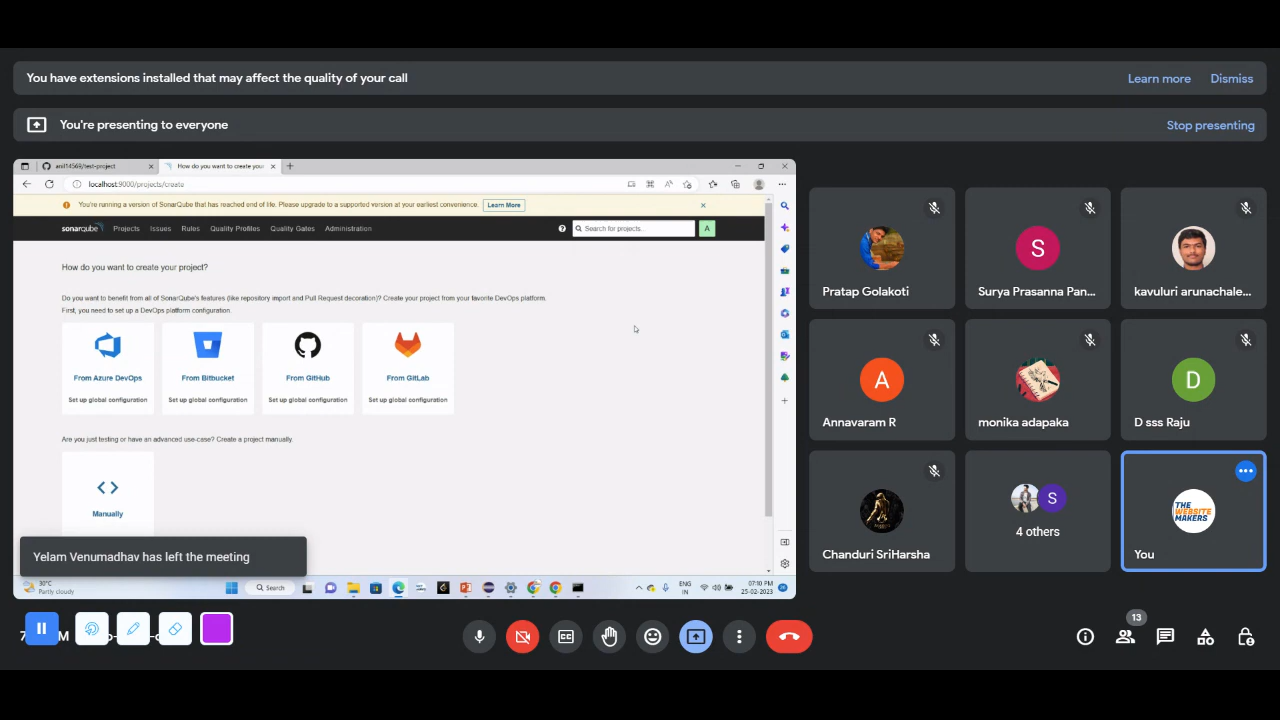 You have extensions installed that may affect the quality of your call
Learn more
Dismiss
You're presenting to everyone
Stop presenting
anil14569/test-project
How do you want to create your
localhost:9000/projects/create
You're running a version of SonarQube that has reached end of life. Please upgrade to a supported version at your earliest convenience.
Learn More
sonarqube
Projects
Issues
Rules
Quality Profiles
Quality Gates
Administration
Search for projects...
A
How do you want to create your project?
Do you want to benefit from all of SonarQube's features (like repository import and Pull Request decoration)? Create your project from your favorite DevOps platform.
First, you need to set up a DevOps platform configuration.
From Azure DevOps
From Bitbucket
From GitHub
From GitLab
Set up global configuration
Set up global configuration
Set up global configuration
Set up global configuration
Are you just testing or have an advanced use-case? Create a project manually.
Manually
Yelam Venumadhav has left the meeting
30°C
Partly cloudy
Search
ENG
IN
07:10 PM
25-02-2023
Pratap Golakoti
S
Surya Prasanna Pan...
kavuluri arunachale...
A
Annavaram R
monika adapaka
D
D sss Raju
Chanduri SriHarsha
S
4 others
THE
WEBSITE
MAKERS
You
13